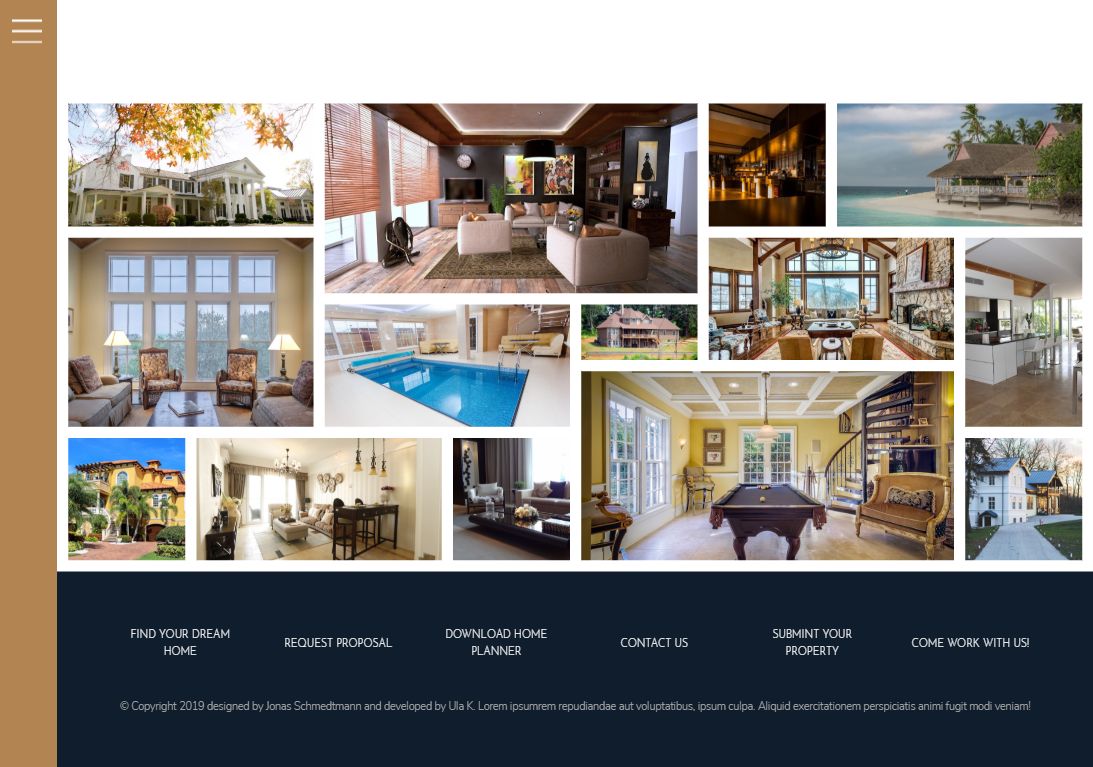 FIND YOUR DREAM
HOME
REQUEST PROPOSAL
DOWNLOAD HOME
PLANNER
CONTACT US
SUBMINT YOUR
PROPERTY
COME WORK WITH US!
© Copyright 2019 designed by Jonas Schmedtmann and developed by Ula K. Lorem ipsumrem repudiandae aut voluptatibus, ipsum culpa. Aliquid exercitationem perspiciatis animi fugit modi veniam!